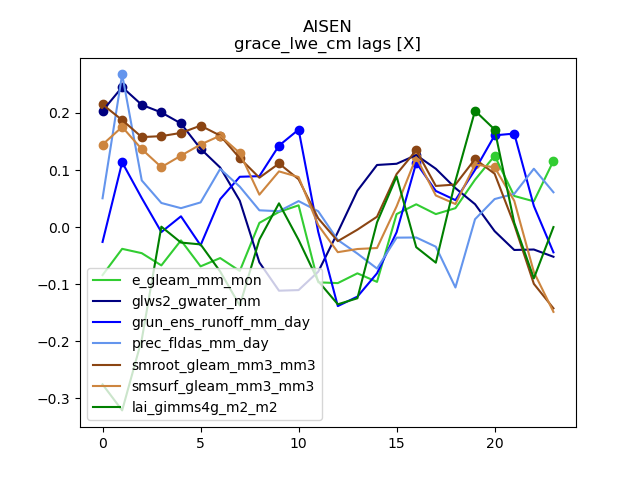 AISEN
grace_lwe_cm lags [X]
0.2
0.1
0.0
−0.1
−0.2
−0.3
e_gleam_mm_mon
glws2_gwater_mm
grun_ens_runoff_mm_day
prec_fldas_mm_day
smroot_gleam_mm3_mm3
smsurf_gleam_mm3_mm3
lai_gimms4g_m2_m2
0 5 10 15 20